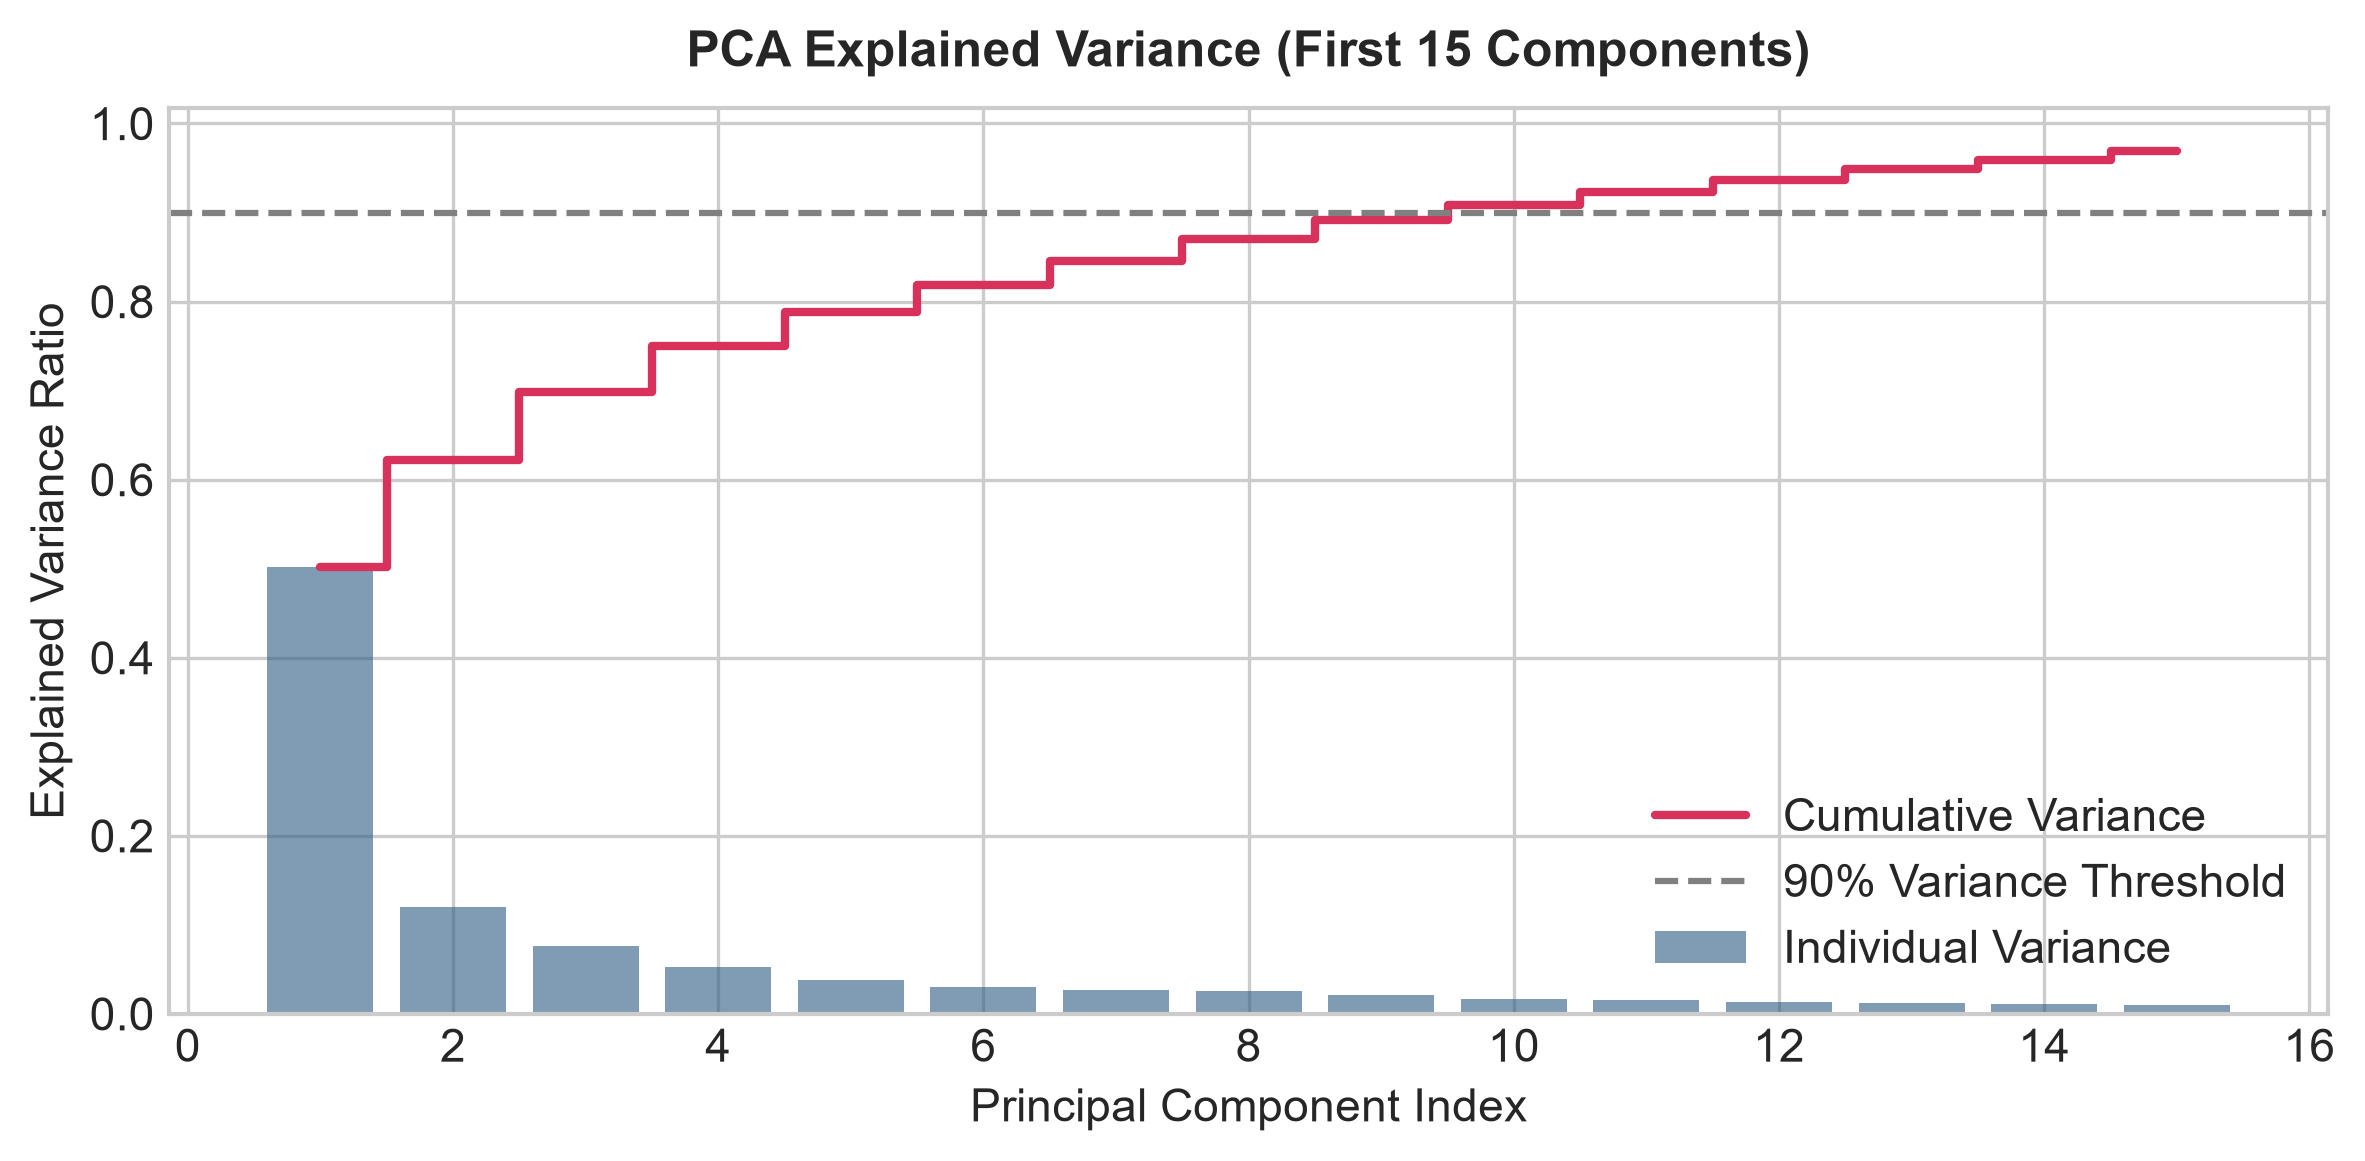 PCA Explained Variance (First 15 Components)
1.0
0.8
0.6
0.4
0.2
0.0
Explained Variance Ratio
Cumulative Variance
90% Variance Threshold
Individual Variance
0 2 4 6 8 10 12 14 16
Principal Component Index